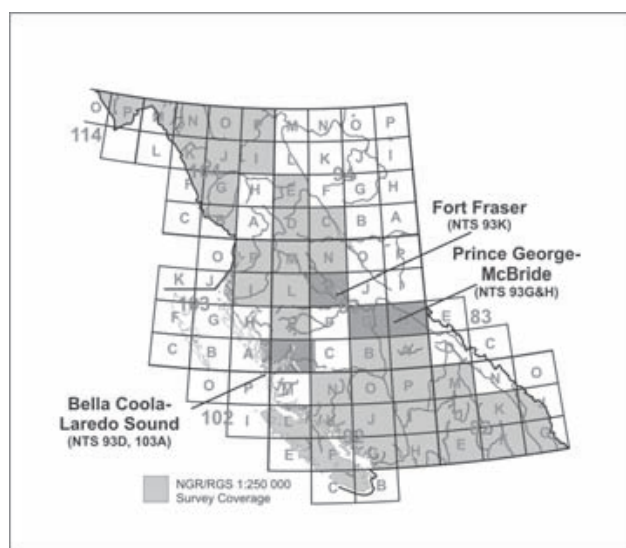 O P M N O P M N O P
114 L K J I L K J I
104 94
F G H E F G H
C B A D C B A
Fort Fraser
(NTS 93K)
O P M N O P
Prince George-
McBride
(NTS 93G&H)
K J I L K J
103
F G H E F E 83
C B A D C B A C
Bella Coola-
Laredo Sound
(NTS 93D, 103A)
O P M N O P M N O
102 I E K J I L K
92 82
E F G H E F G
C B
NGR/RGS 1:250 000
Survey Coverage